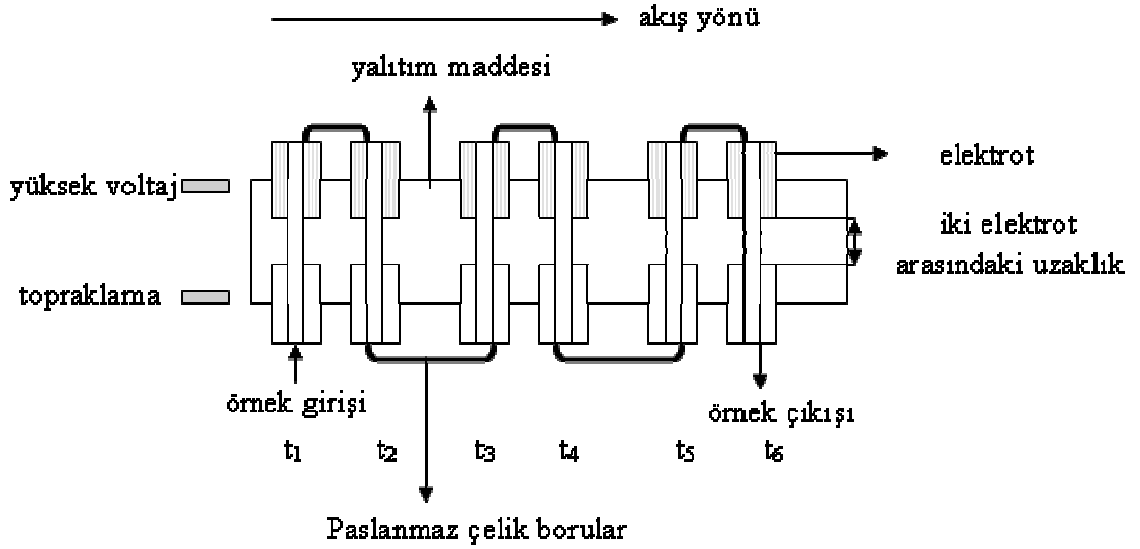 akış yönü
yalıtım maddesi
elektrot
yüksek voltaj
iki elektrot
arasındaki uzaklık
topraklama
örnek girişi
örnek çıkışı
t1 t2 t3 t4 t5 t6
Paslanmaz çelik borular